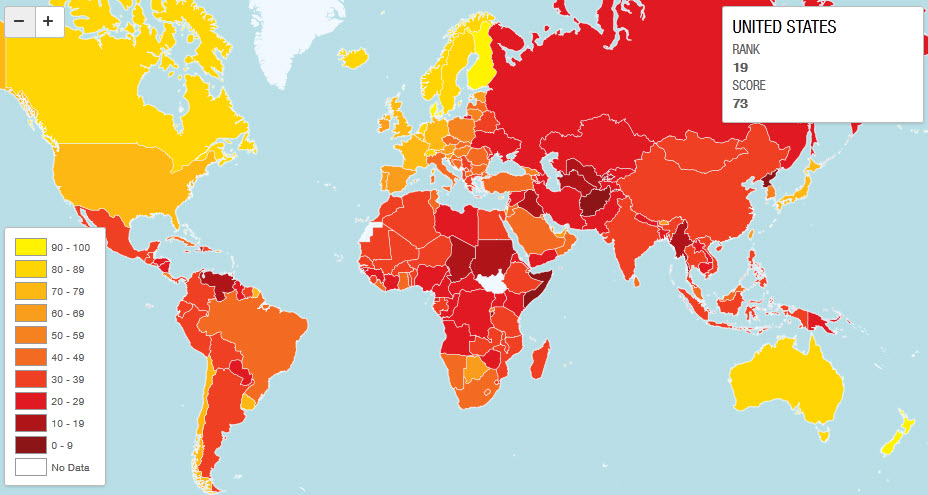 − +
UNITED STATES
RANK
19
SCORE
73
90 - 100
80 - 89
70 - 79
60 - 69
50 - 59
40 - 49
30 - 39
20 - 29
10 - 19
0 - 9
No Data